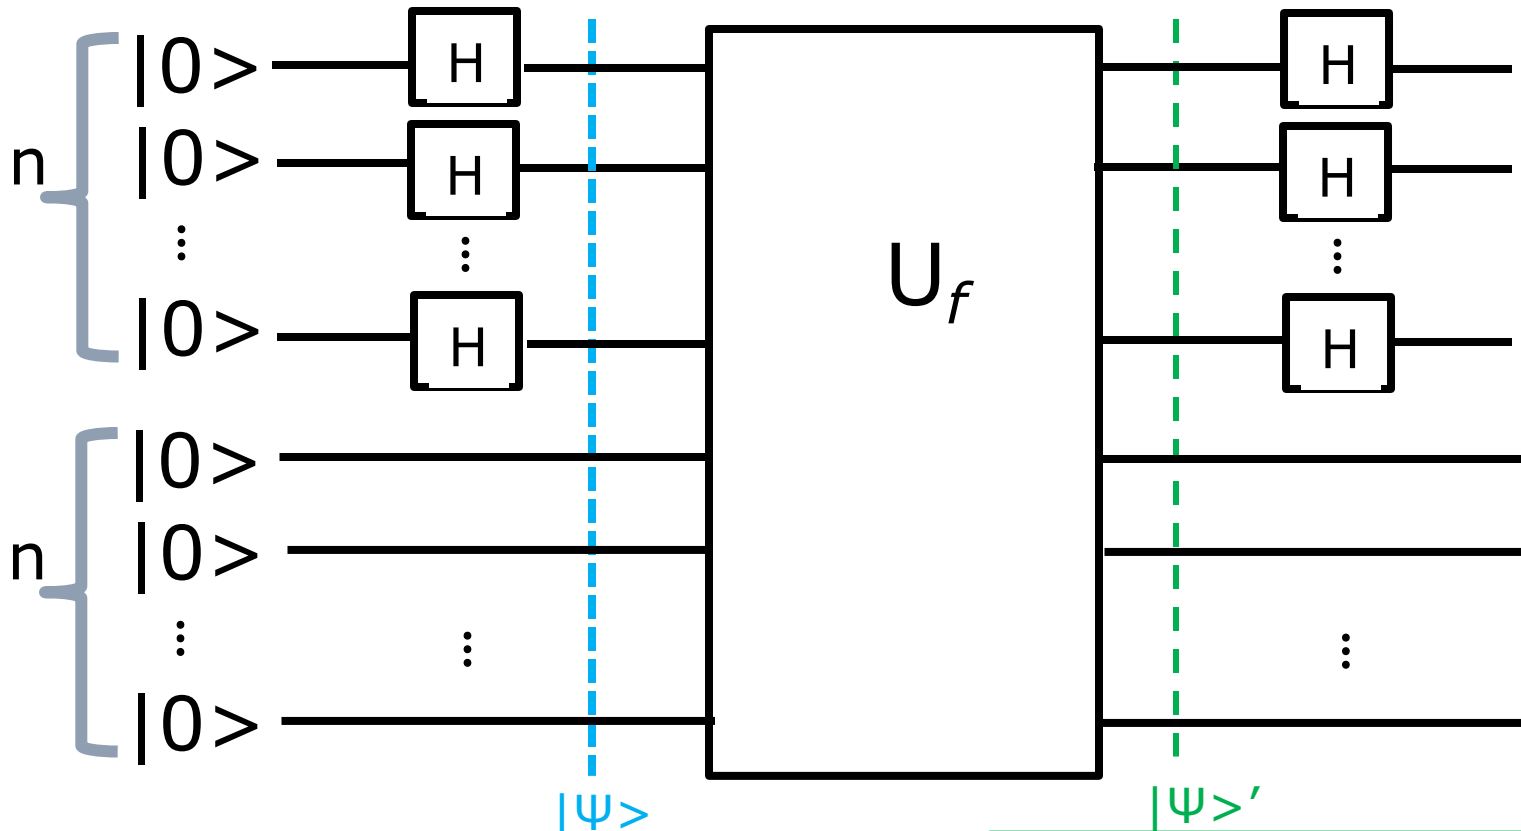 |0> H H
|0> H H
n
⋮ ⋮ ⋮
U_f
|0> H H
|0>
|0>
n
⋮ ⋮ ⋮
|0>
|Ψ> |Ψ>′